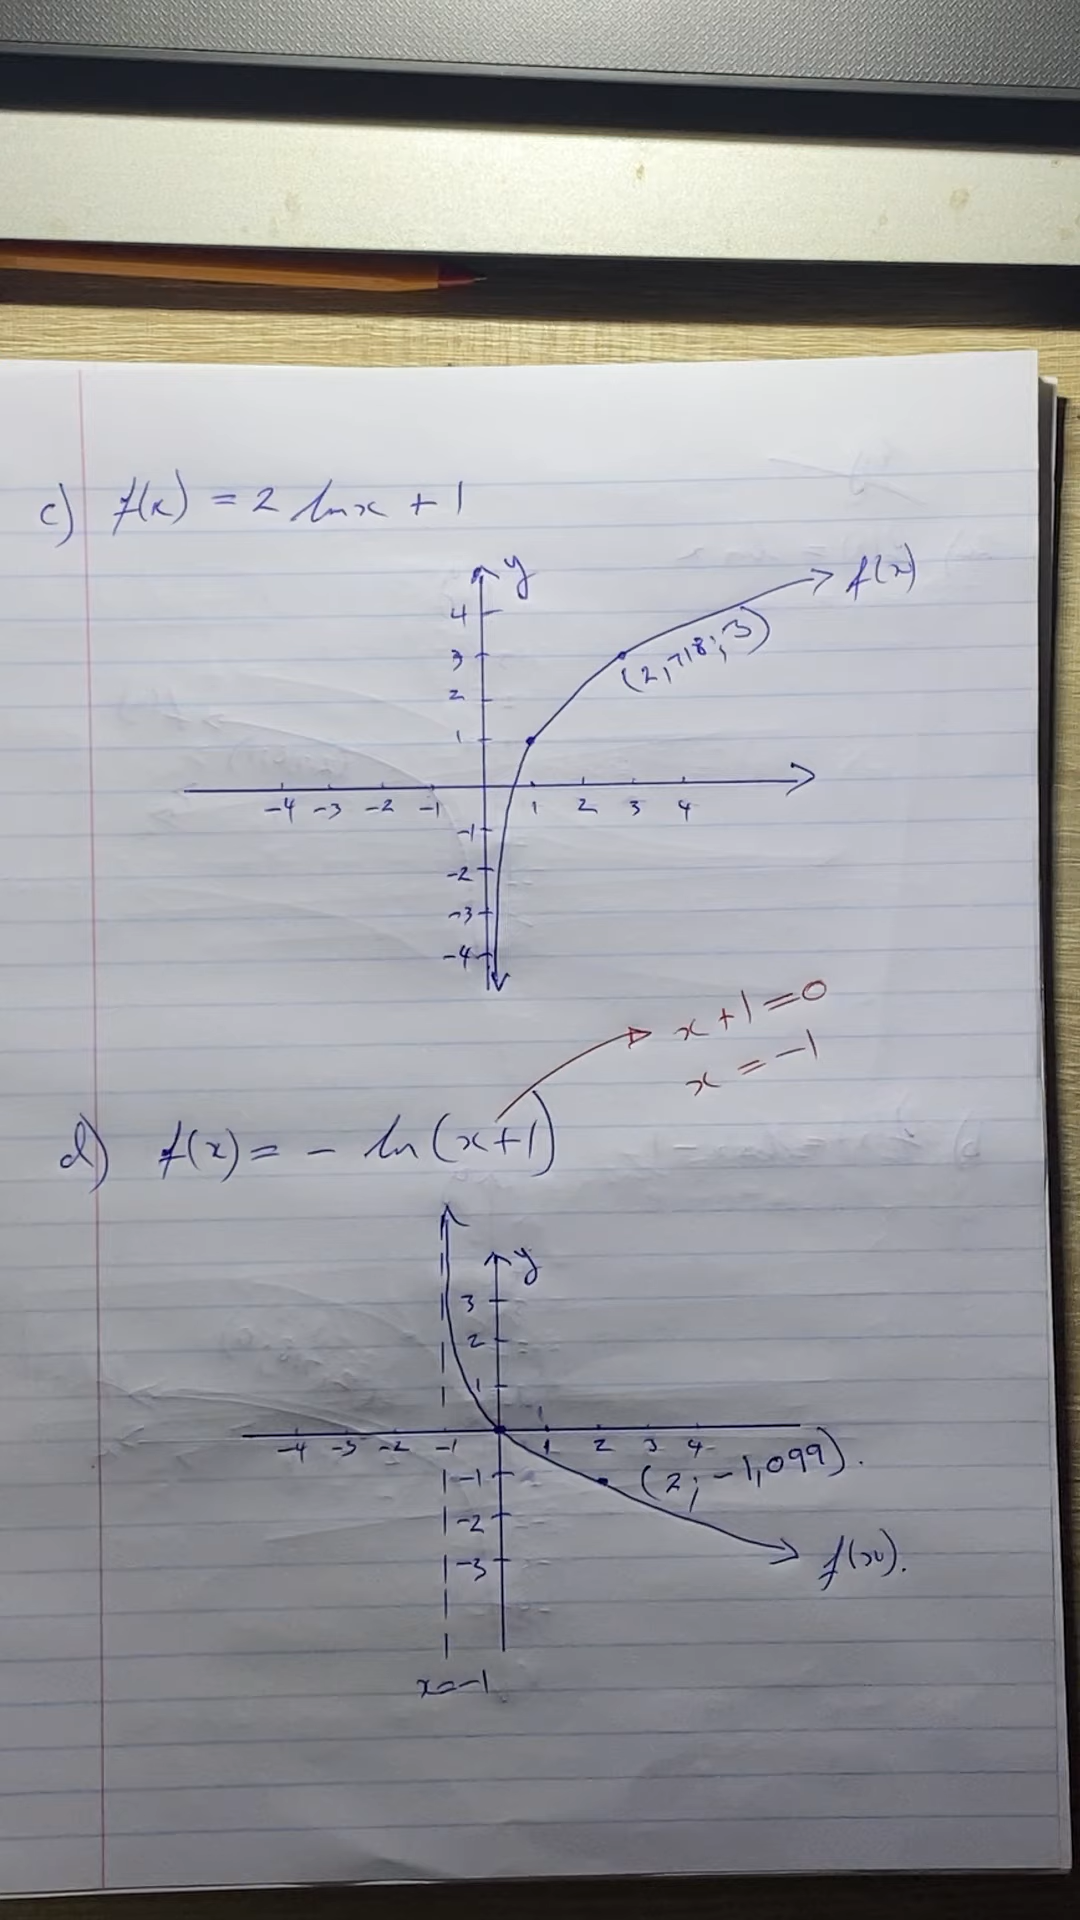 c) f(x) = 2 ln x + 1
y
f(x)
4
3
(2,718; 3)
2
1
-4 -3 -2 -1 1 2 3 4
-1
-2
-3
-4
x + 1 = 0
x = -1
d) f(x) = - ln (x+1)
y
3
2
1
1
-4 -3 -2 -1 1 2 3 4
-1
(2; -1,099).
-2
-3
f(x).
x=-1